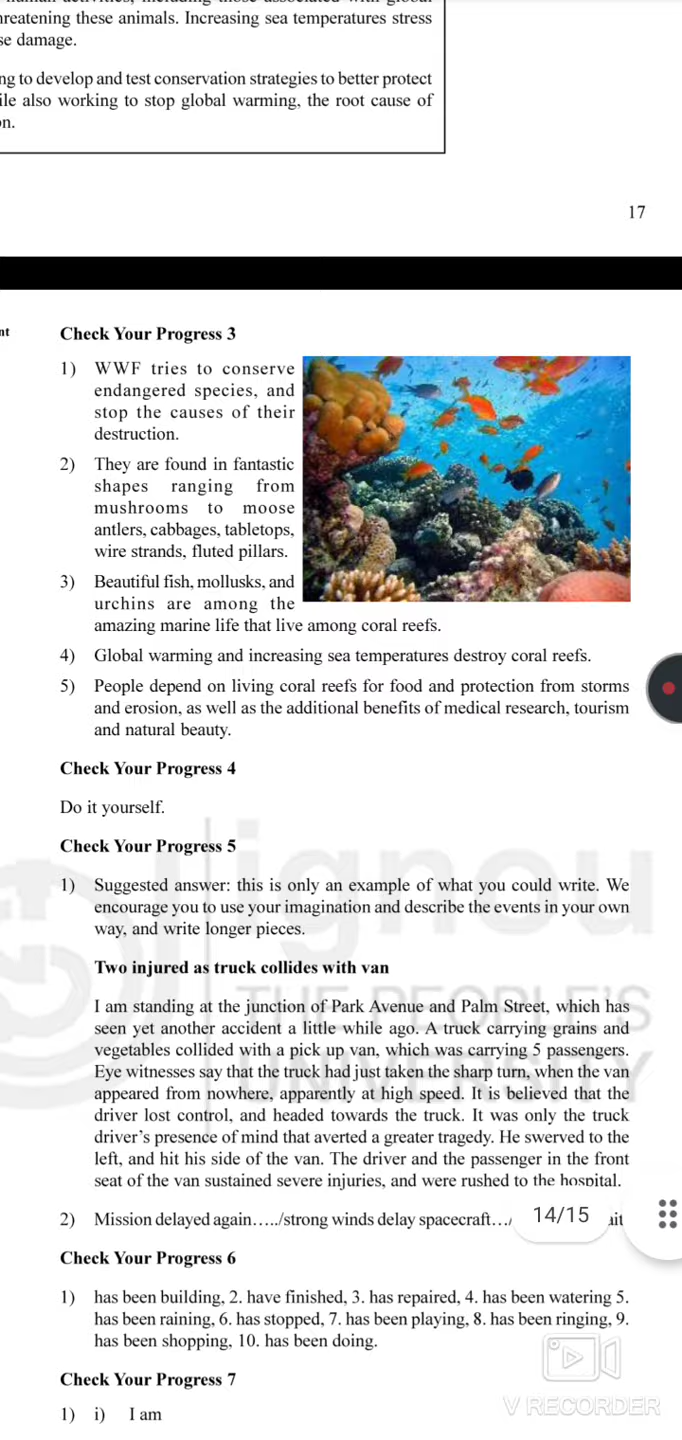 threatening these animals. Increasing sea temperatures stress
se damage.
ng to develop and test conservation strategies to better protect
ile also working to stop global warming, the root cause of
on.
17
nt
Check Your Progress 3
1) WWF tries to conserve
endangered species, and
stop the causes of their
destruction.
2) They are found in fantastic
shapes ranging from
mushrooms to moose
antlers, cabbages, tabletops,
wire strands, fluted pillars.
3) Beautiful fish, mollusks, and
urchins are among the
amazing marine life that live among coral reefs.
4) Global warming and increasing sea temperatures destroy coral reefs.
5) People depend on living coral reefs for food and protection from storms
and erosion, as well as the additional benefits of medical research, tourism
and natural beauty.
Check Your Progress 4
Do it yourself.
Check Your Progress 5
1) Suggested answer: this is only an example of what you could write. We
encourage you to use your imagination and describe the events in your own
way, and write longer pieces.
Two injured as truck collides with van
I am standing at the junction of Park Avenue and Palm Street, which has
seen yet another accident a little while ago. A truck carrying grains and
vegetables collided with a pick up van, which was carrying 5 passengers.
Eye witnesses say that the truck had just taken the sharp turn, when the van
appeared from nowhere, apparently at high speed. It is believed that the
driver lost control, and headed towards the truck. It was only the truck
driver's presence of mind that averted a greater tragedy. He swerved to the
left, and hit his side of the van. The driver and the passenger in the front
seat of the van sustained severe injuries, and were rushed to the hospital.
2) Mission delayed again…../strong winds delay spacecraft…/
14/15
Check Your Progress 6
1) has been building, 2. have finished, 3. has repaired, 4. has been watering 5.
has been raining, 6. has stopped, 7. has been playing, 8. has been ringing, 9.
has been shopping, 10. has been doing.
Check Your Progress 7
1) i) I am
V RECORDER
ignou
THE PEOPLE'S
UNIVERSITY